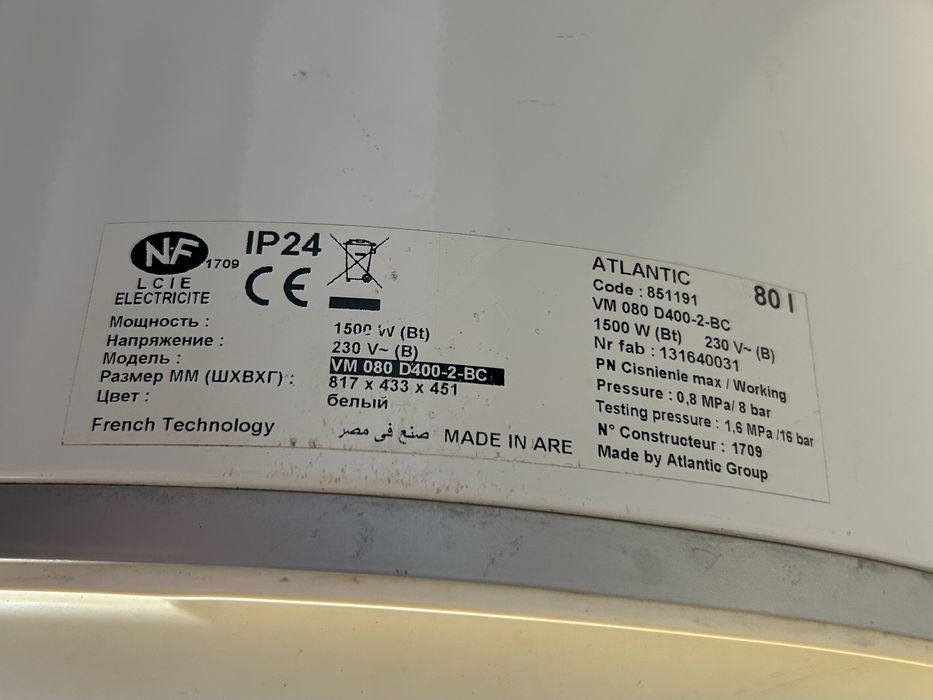 NF
1709
LCIE
ELECTRICITE
IP24
CE
Мощность : 1500 W (Bt)
Напряжение : 230 V~ (B)
Модель : VM 080 D400-2-BC
Размер ММ (ШХВХГ) : 817 x 433 x 451
Цвет : белый
French Technology
صنع فى مصر MADE IN ARE
ATLANTIC 80 l
Code : 851191
VM 080 D400-2-BC
1500 W (Bt) 230 V~ (B)
Nr fab : 131640031
PN Cisnienie max / Working
Pressure : 0,8 MPa/ 8 bar
Testing pressure : 1,6 MPa /16 bar
N° Constructeur : 1709
Made by Atlantic Group